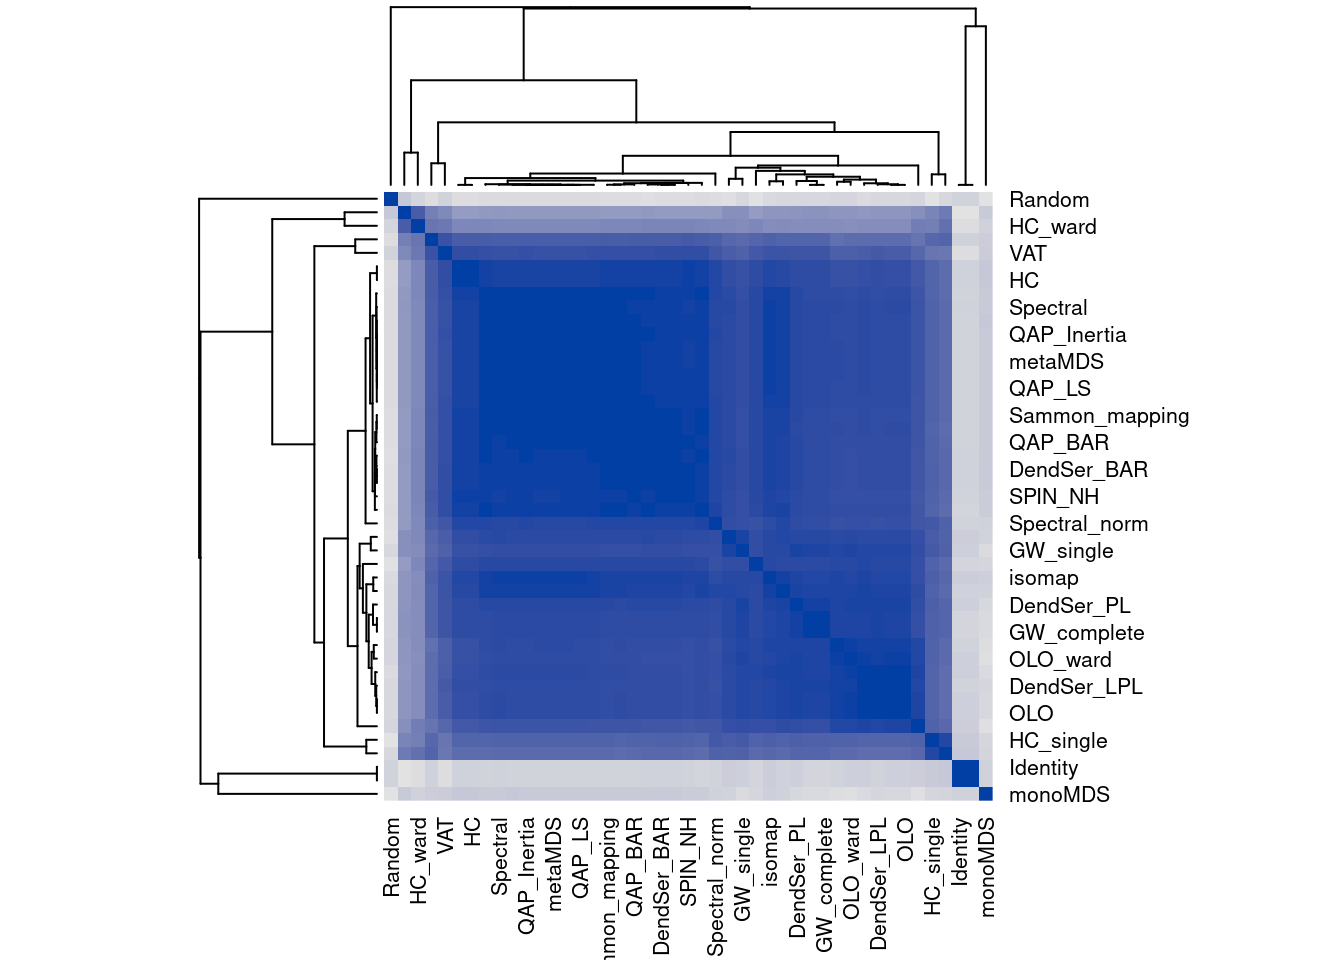 Random
HC_ward
VAT
HC
Spectral
QAP_Inertia
metaMDS
QAP_LS
Sammon_mapping
QAP_BAR
DendSer_BAR
SPIN_NH
Spectral_norm
GW_single
isomap
DendSer_PL
GW_complete
OLO_ward
DendSer_LPL
OLO
HC_single
Identity
monoMDS
Random
HC_ward
VAT
HC
Spectral
QAP_Inertia
metaMDS
QAP_LS
mmon_mapping
QAP_BAR
DendSer_BAR
SPIN_NH
Spectral_norm
GW_single
isomap
DendSer_PL
GW_complete
OLO_ward
DendSer_LPL
OLO
HC_single
Identity
monoMDS